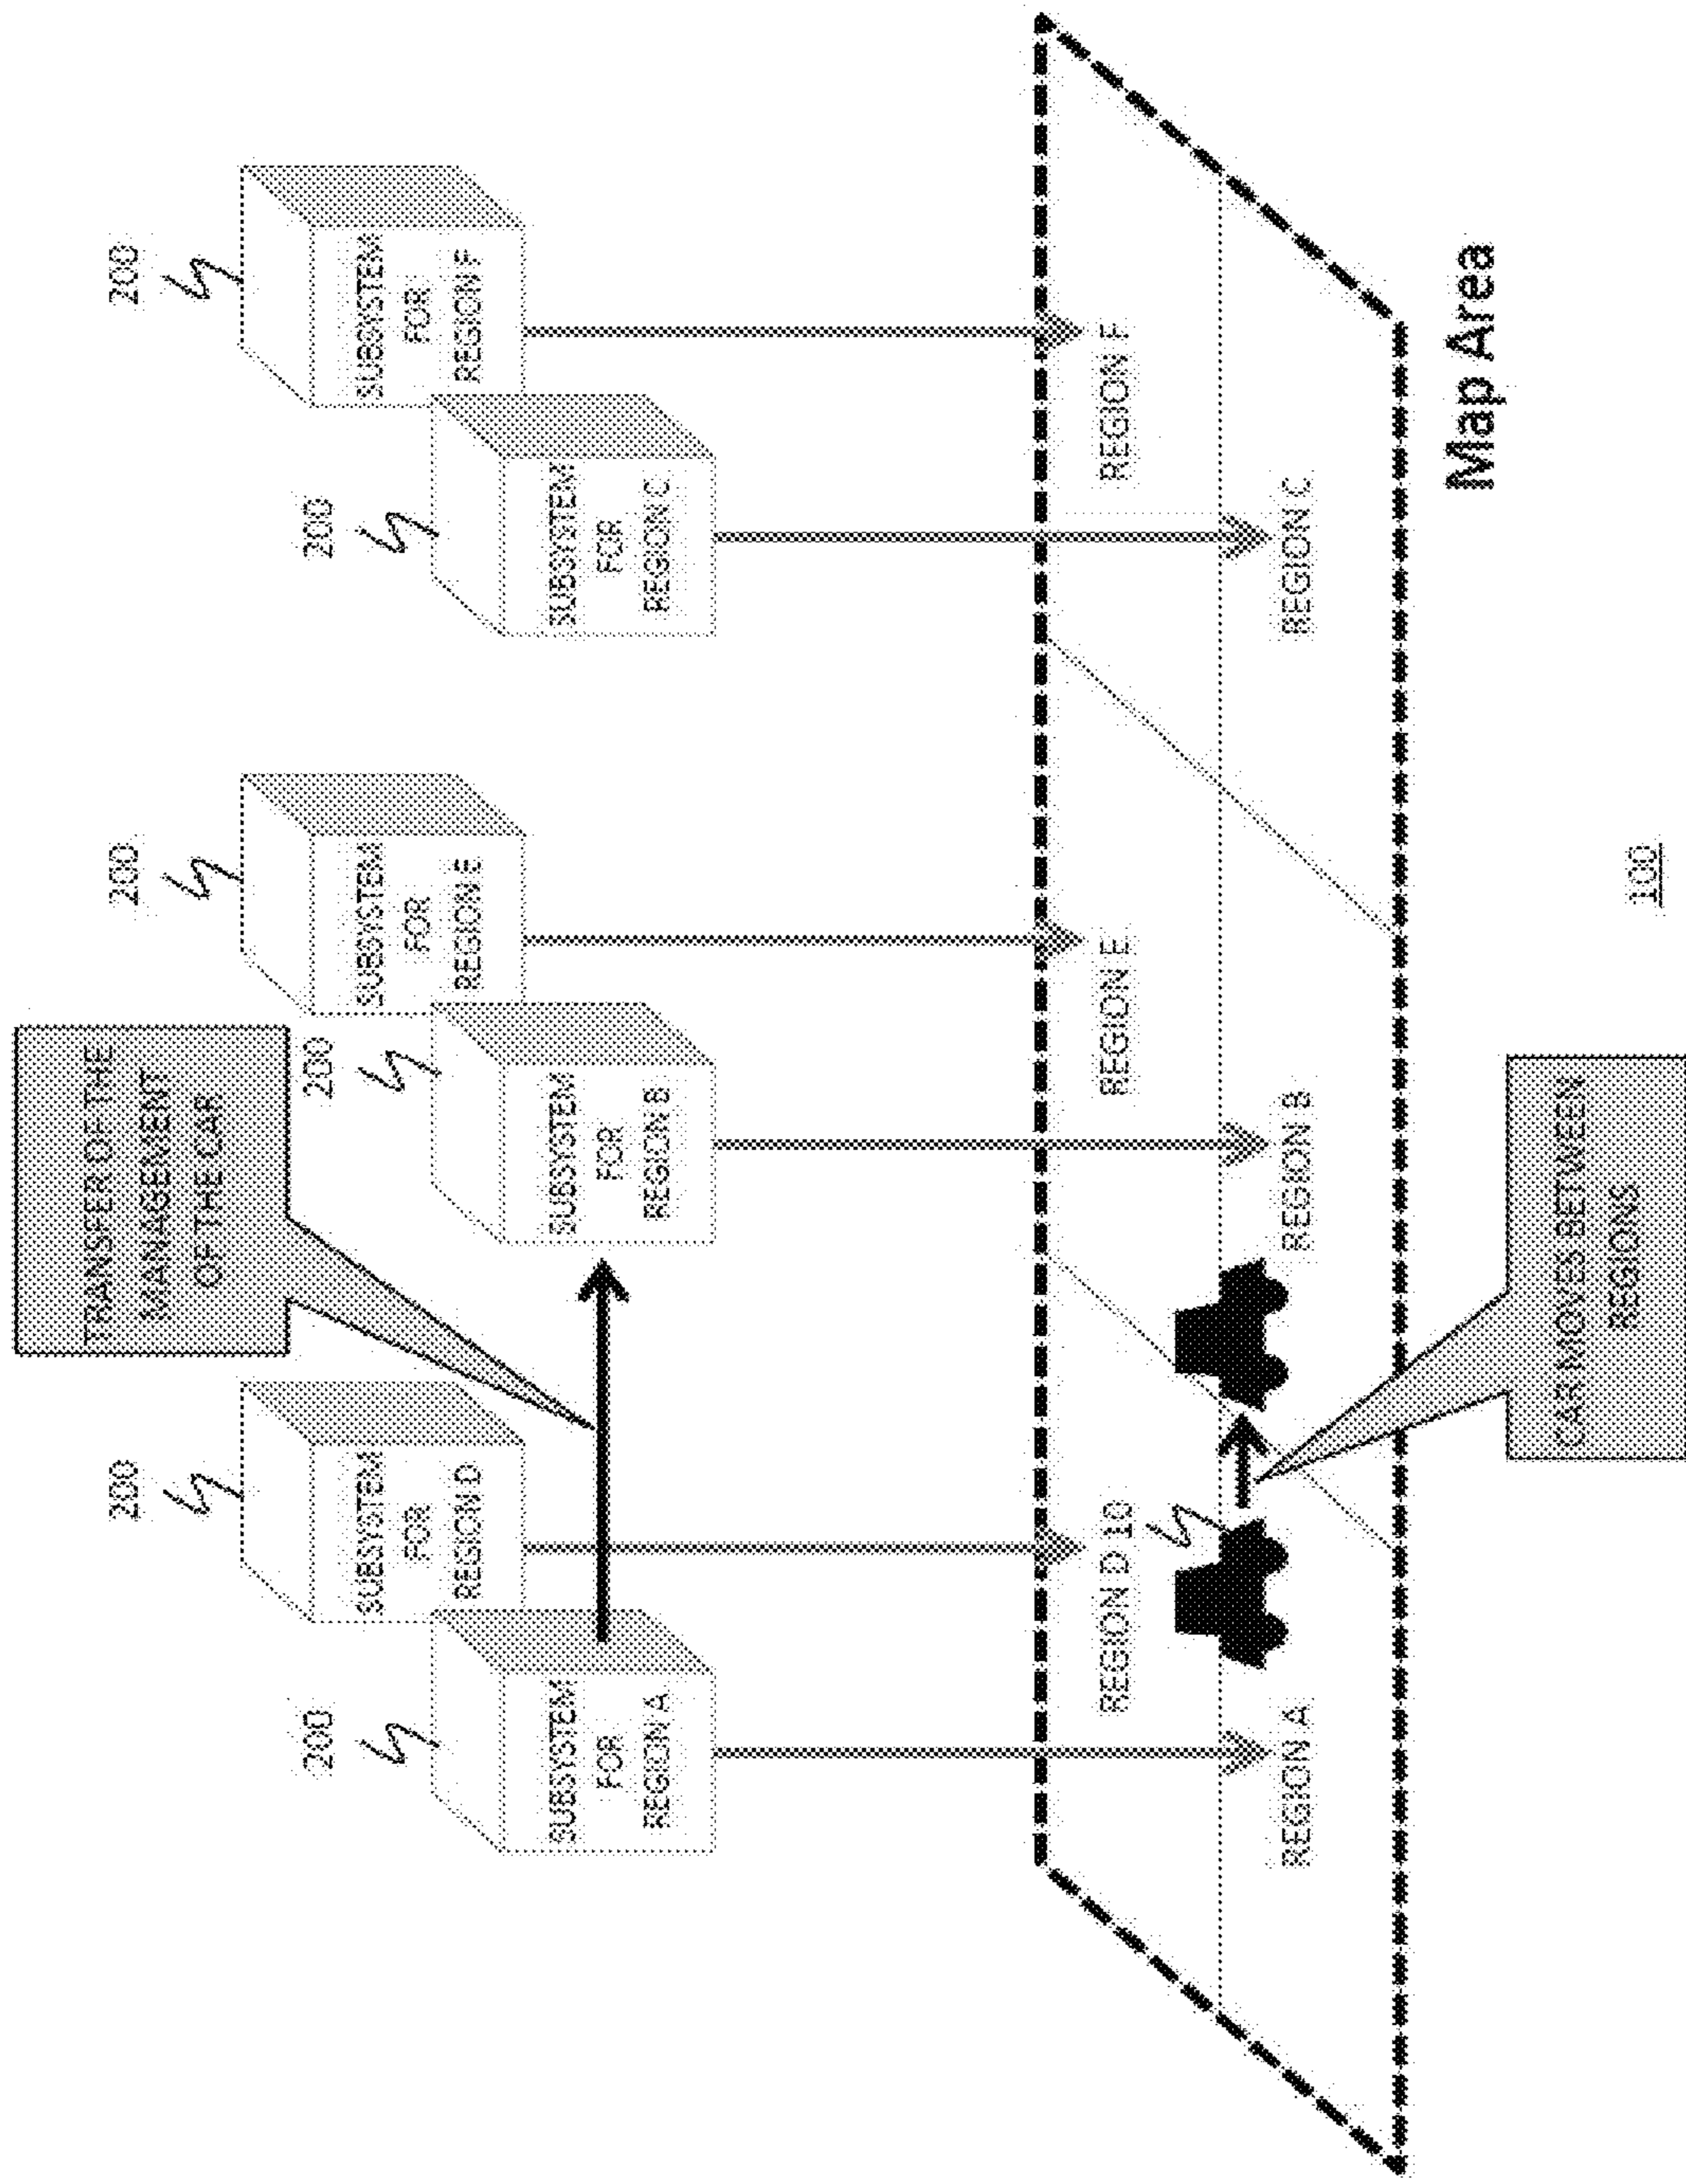 TRANSFER OF THE
MANAGEMENT
OF THE CAR
200
200
200
200
200
200
SUBSYSTEM
FOR
REGION D
SUBSYSTEM
FOR
REGION E
SUBSYSTEM
FOR
REGION F
SUBSYSTEM
FOR
REGION A
SUBSYSTEM
FOR
REGION B
SUBSYSTEM
FOR
REGION C
REGION D 10
REGION E
REGION F
REGION A
REGION B
REGION C
Map Area
CAR MOVES BETWEEN
REGIONS
100